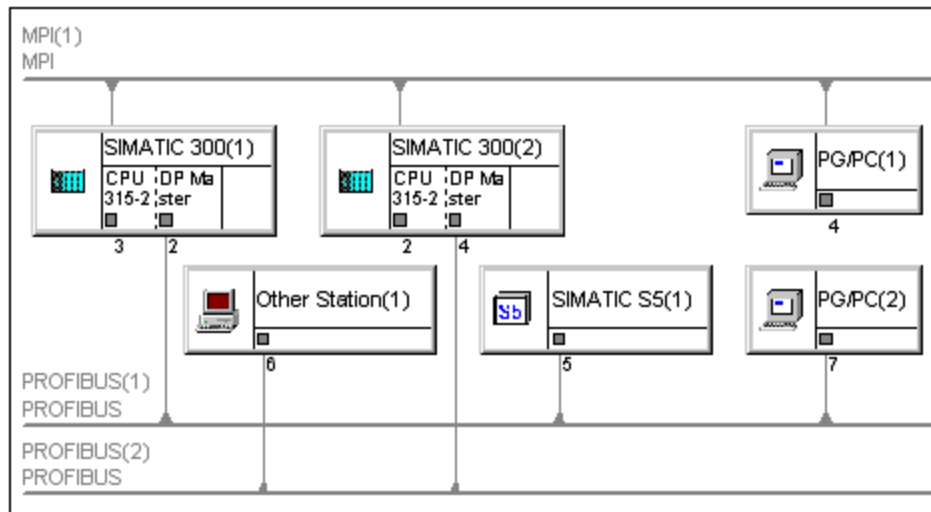 MPI(1)
MPI
SIMATIC 300(1)
CPU 315-2
DP Ma
ster
3
2
SIMATIC 300(2)
CPU 315-2
DP Ma
ster
2
4
PG/PC(1)
4
Other Station(1)
6
S5
SIMATIC S5(1)
5
PG/PC(2)
7
PROFIBUS(1)
PROFIBUS
PROFIBUS(2)
PROFIBUS